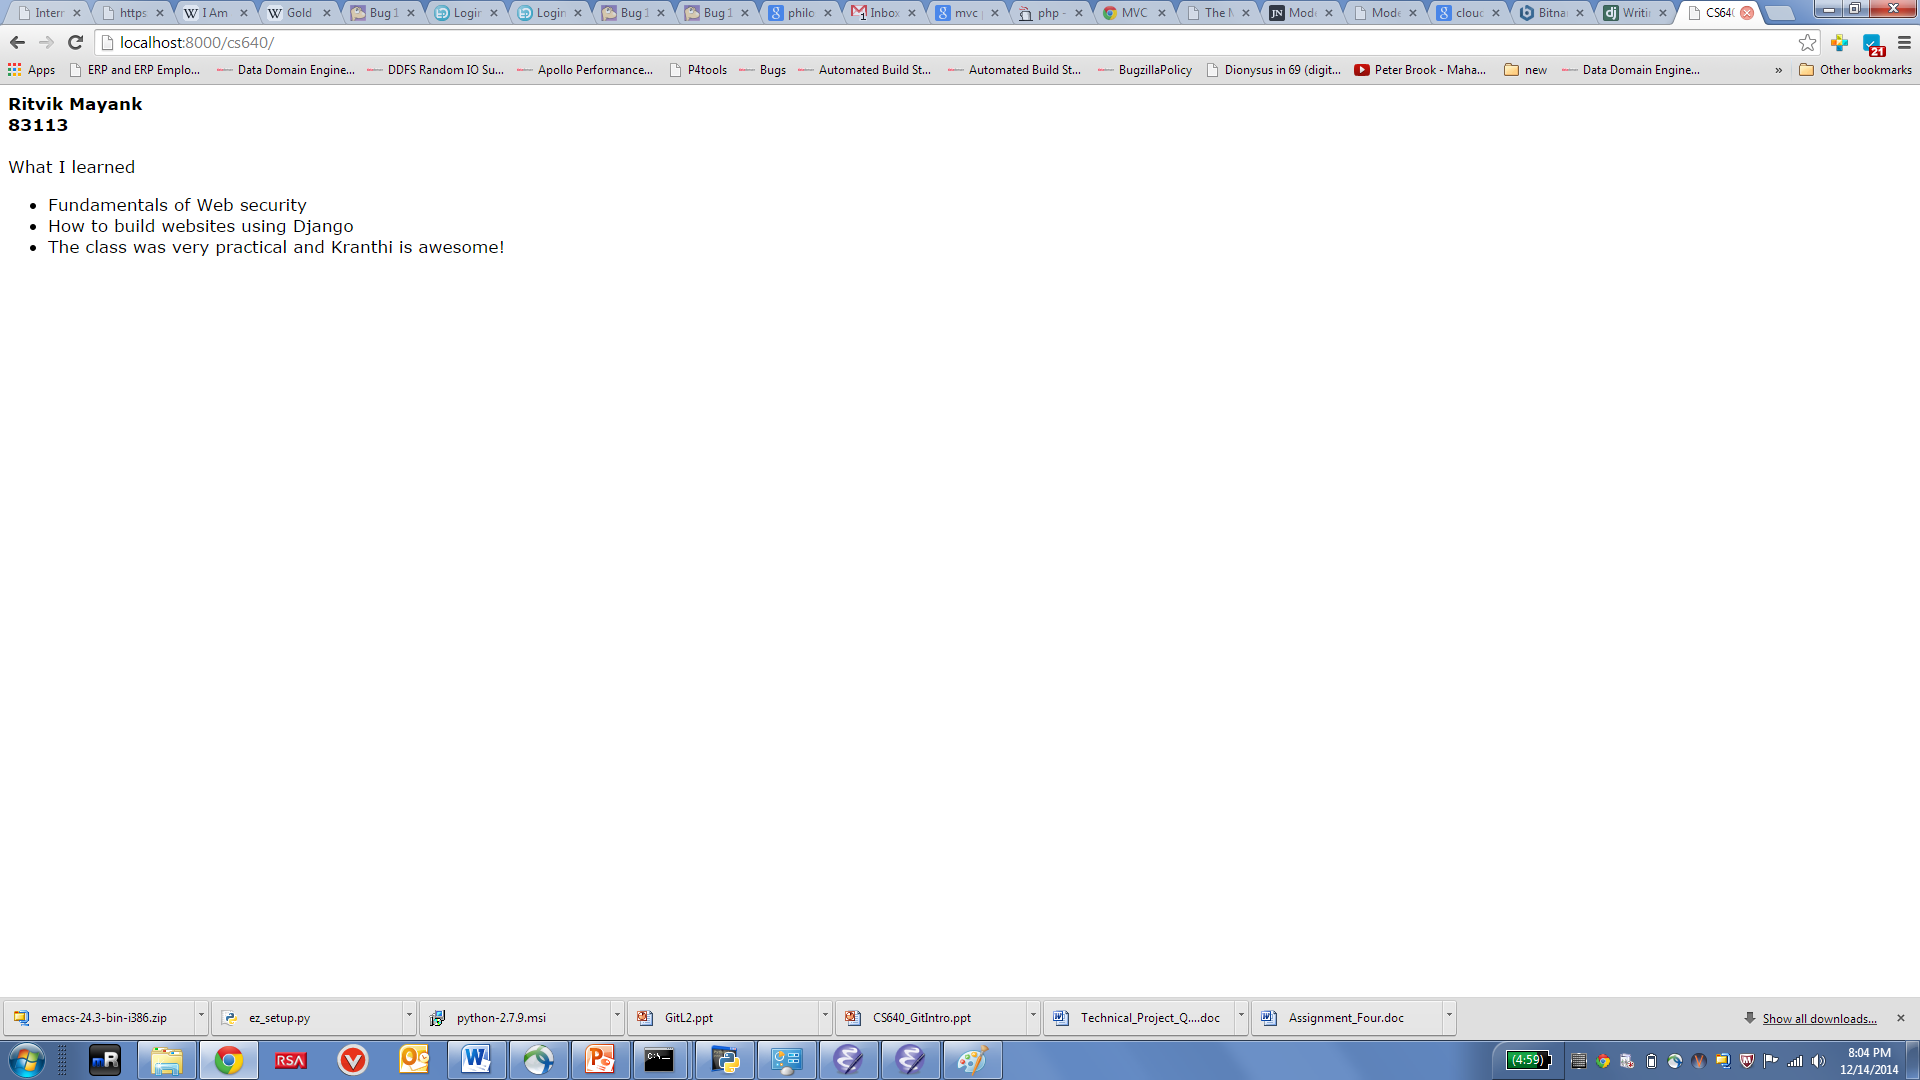 Interr
https
I Am
Gold
Bug 1
Login
Login
Bug 1
Bug 1
philo
Inbox
mvc
php -
MVC
The M
Mode
Mode
clouc
Bitna
Writi
CS640
localhost:8000/cs640/
Apps
ERP and ERP Emplo...
Data Domain Engine...
DDFS Random IO Su...
Apollo Performance...
P4tools
Bugs
Automated Build St...
Automated Build St...
BugzillaPolicy
Dionysus in 69 (digit...
Peter Brook - Maha...
new
Data Domain Engine...
»
Other bookmarks
21
Ritvik Mayank
83113
What I learned
• Fundamentals of Web security
• How to build websites using Django
• The class was very practical and Kranthi is awesome!
emacs-24.3-bin-i386.zip
ez_setup.py
python-2.7.9.msi
GitL2.ppt
CS640_GitIntro.ppt
Technical_Project_Q....doc
Assignment_Four.doc
Show all downloads...
mR
RSA
(4:59)
8:04 PM
12/14/2014